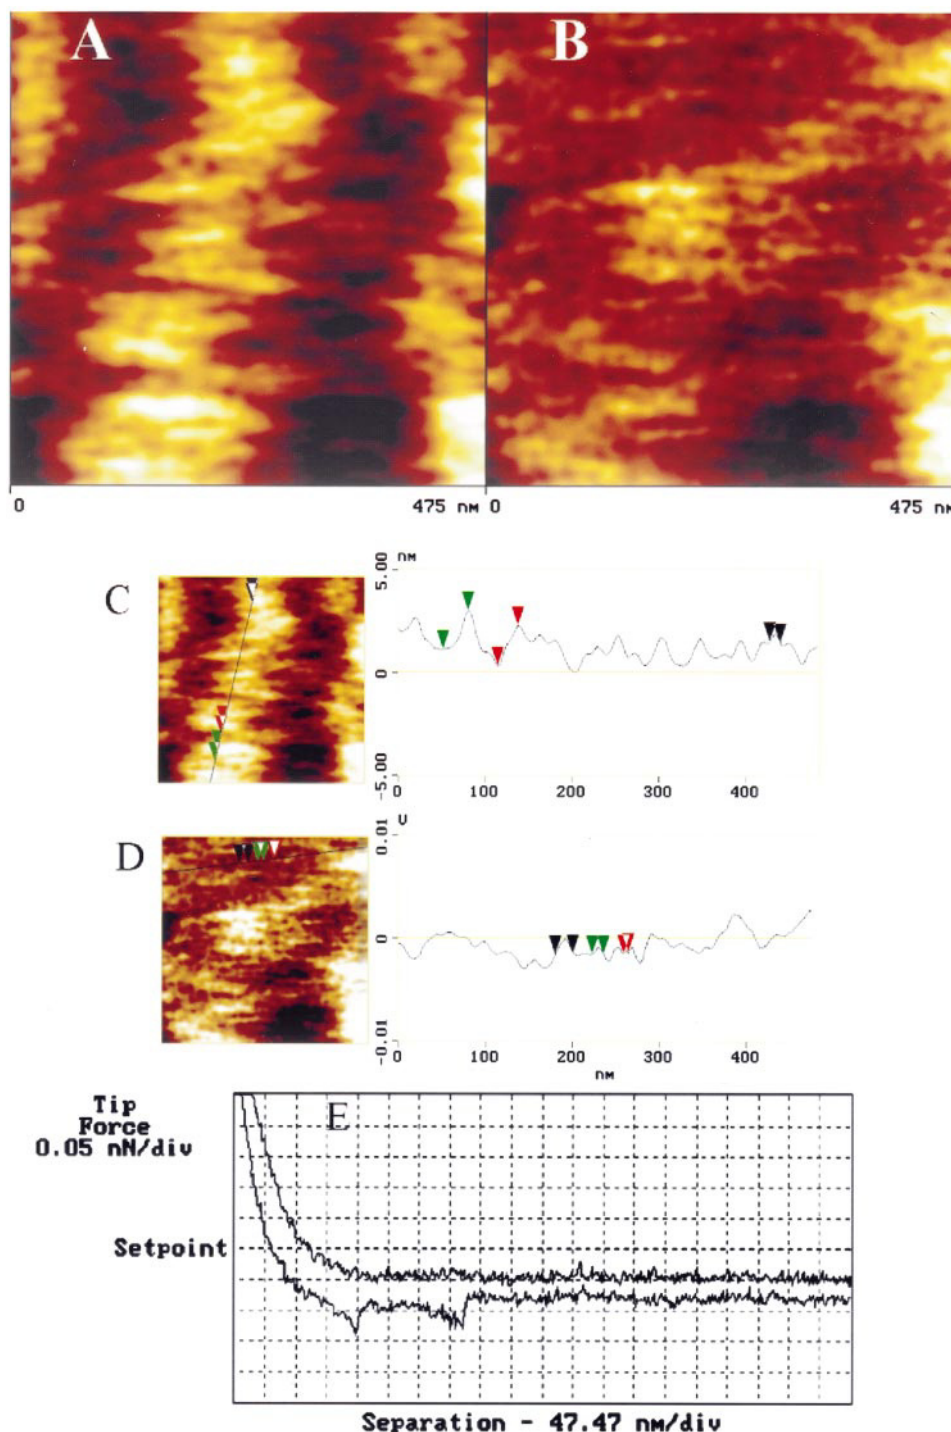 A
B
0 475 nm 0 475 nm
C
nm
5.00
0
-5.00
0 100 200 300 400
D
V
0.01
0
-0.01
0 100 200 300 400
nm
E
Tip
Force
0.05 nN/div
Setpoint
Separation - 47.47 nm/div